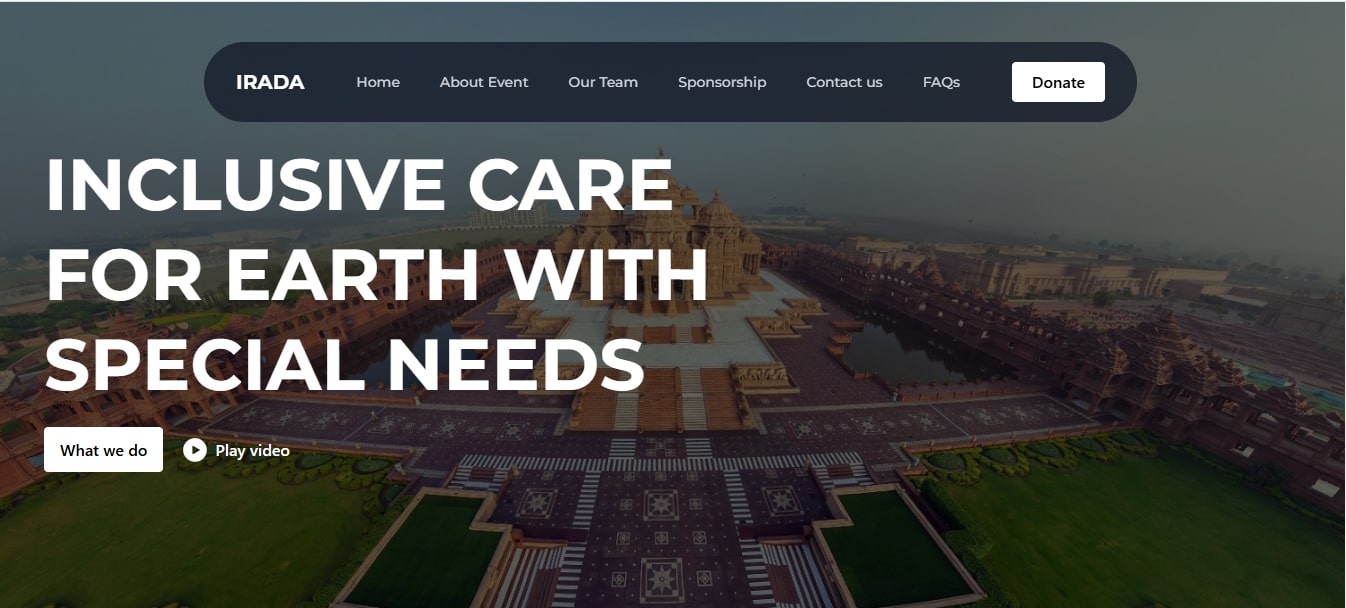 IRADA Home About Event Our Team Sponsorship Contact us FAQs Donate
INCLUSIVE CARE
FOR EARTH WITH
SPECIAL NEEDS
What we do Play video